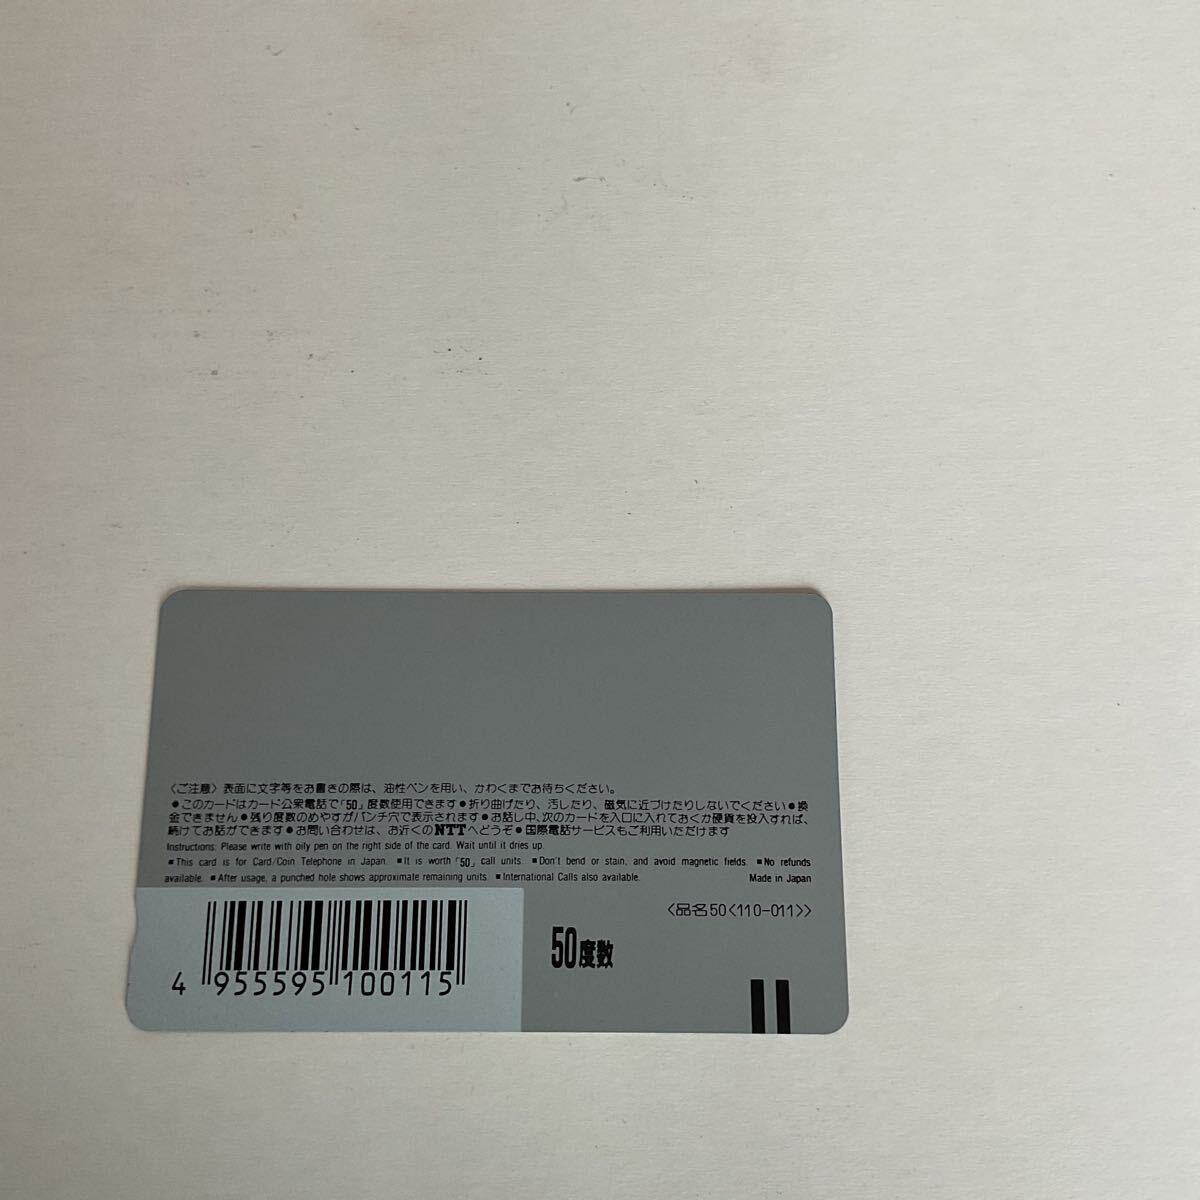 〈ご注意〉表面に文字等をお書きの際は、油性ペンを用い、かわくまでお待ちください。
●このカードはカード公衆電話で「50」度数使用できます●折り曲げたり、汚したり、磁気に近づけたりしないでください●換
金できません●残り度数のめやすがパンチ穴で表示されます●お話し中、次のカードを入口に入れておくか硬貨を投入すれば、
続けてお話ができます●お問い合わせは、お近くのNTTへどうぞ●国際電話サービスもご利用いただけます
Instructions: Please write with oily pen on the right side of the card. Wait until it dries up.
■This card is for Card/Coin Telephone in Japan. ■It is worth「50」call units. ■Don't bend or stain, and avoid magnetic fields. ■No refunds
available. ■After usage, a punched hole shows approximate remaining units. ■International Calls also available. Made in Japan
〈品名50〈110-011〉〉
50度数
4 955595 100115